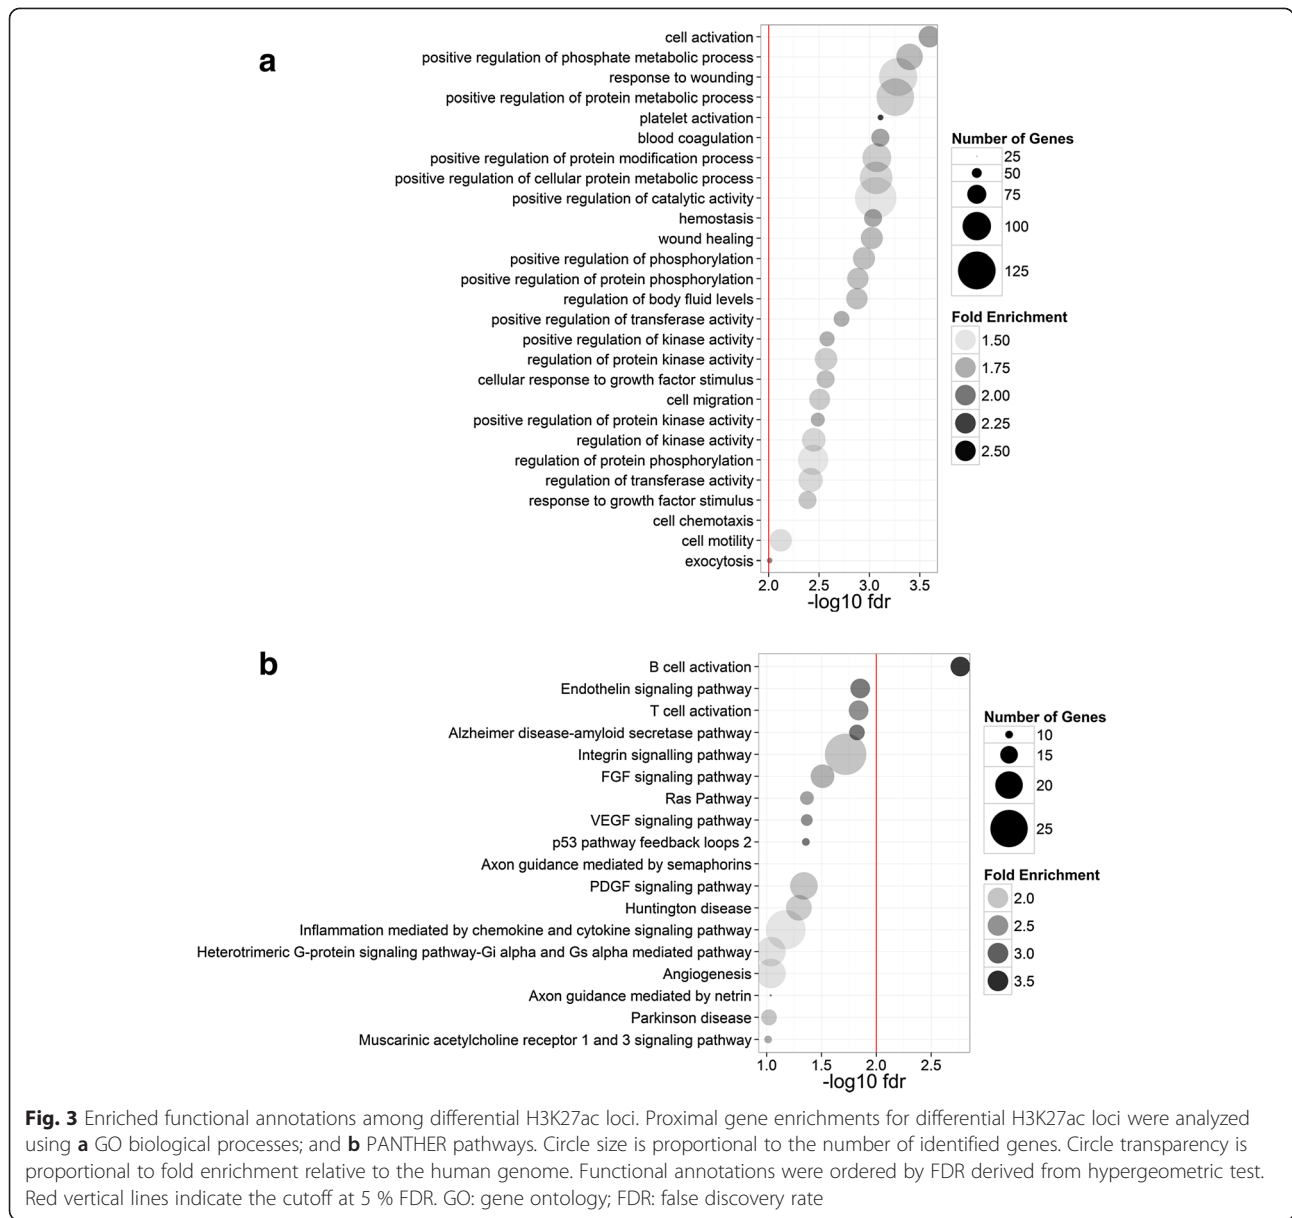 a
cell activation
positive regulation of phosphate metabolic process
response to wounding
positive regulation of protein metabolic process
platelet activation
blood coagulation
positive regulation of protein modification process
positive regulation of cellular protein metabolic process
positive regulation of catalytic activity
hemostasis
wound healing
positive regulation of phosphorylation
positive regulation of protein phosphorylation
regulation of body fluid levels
positive regulation of transferase activity
positive regulation of kinase activity
regulation of protein kinase activity
cellular response to growth factor stimulus
cell migration
positive regulation of protein kinase activity
regulation of kinase activity
regulation of protein phosphorylation
regulation of transferase activity
response to growth factor stimulus
cell chemotaxis
cell motility
exocytosis
2.0 2.5 3.0 3.5
-log10 fdr
Number of Genes
25
50
75
100
125
Fold Enrichment
1.50
1.75
2.00
2.25
2.50
b
B cell activation
Endothelin signaling pathway
T cell activation
Alzheimer disease-amyloid secretase pathway
Integrin signalling pathway
FGF signaling pathway
Ras Pathway
VEGF signaling pathway
p53 pathway feedback loops 2
Axon guidance mediated by semaphorins
PDGF signaling pathway
Huntington disease
Inflammation mediated by chemokine and cytokine signaling pathway
Heterotrimeric G-protein signaling pathway-Gi alpha and Gs alpha mediated pathway
Angiogenesis
Axon guidance mediated by netrin
Parkinson disease
Muscarinic acetylcholine receptor 1 and 3 signaling pathway
1.0 1.5 2.0 2.5
-log10 fdr
Number of Genes
10
15
20
25
Fold Enrichment
2.0
2.5
3.0
3.5
Fig. 3 Enriched functional annotations among differential H3K27ac loci. Proximal gene enrichments for differential H3K27ac loci were analyzed
using a GO biological processes; and b PANTHER pathways. Circle size is proportional to the number of identified genes. Circle transparency is
proportional to fold enrichment relative to the human genome. Functional annotations were ordered by FDR derived from hypergeometric test.
Red vertical lines indicate the cutoff at 5 % FDR. GO: gene ontology; FDR: false discovery rate